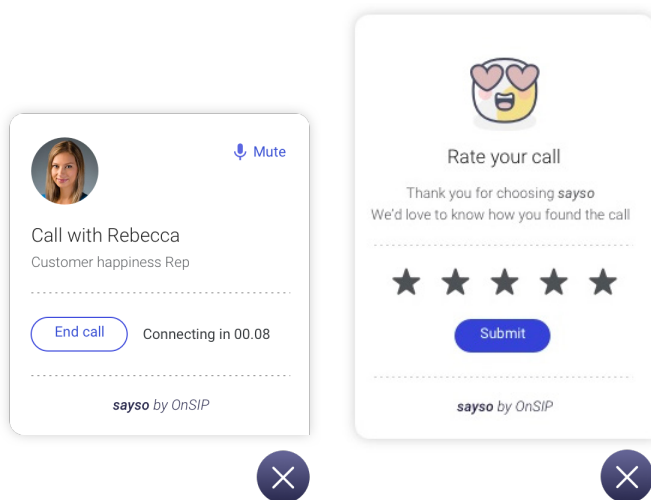 Mute
Call with Rebecca
Customer happiness Rep
End call
Connecting in 00.08
sayso by OnSIP
Rate your call
Thank you for choosing sayso
We'd love to know how you found the call
Submit
sayso by OnSIP